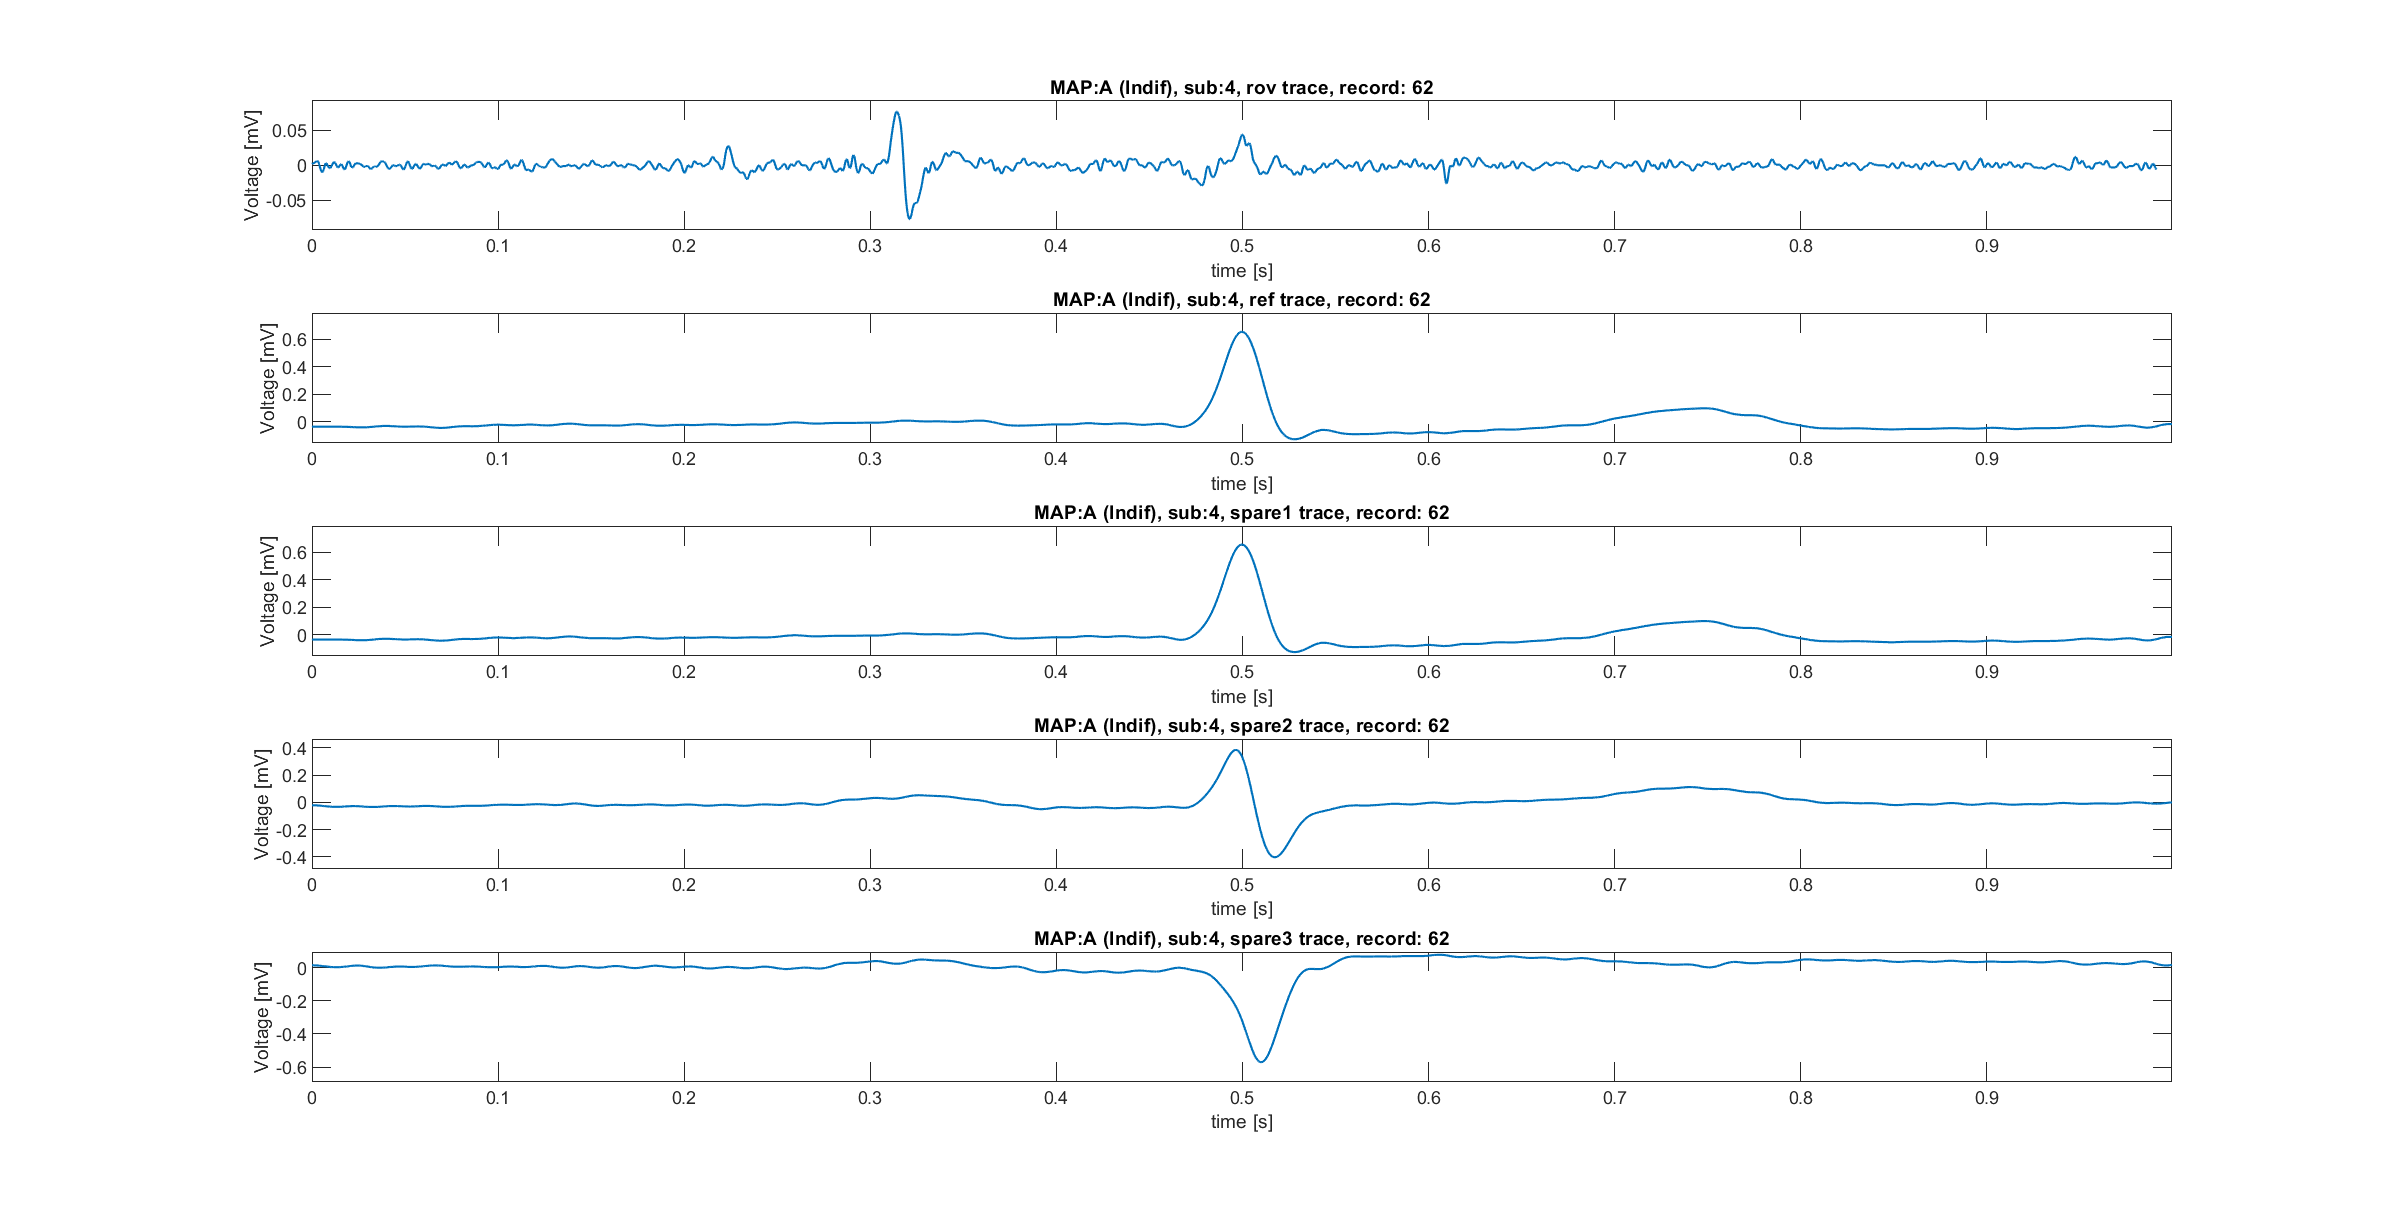 MAP:A (Indif), sub:4, rov trace, record: 62
Voltage [mV]
0.05
0
-0.05
0 0.1 0.2 0.3 0.4 0.5 0.6 0.7 0.8 0.9
time [s]
MAP:A (Indif), sub:4, ref trace, record: 62
Voltage [mV]
0.6
0.4
0.2
0
0 0.1 0.2 0.3 0.4 0.5 0.6 0.7 0.8 0.9
time [s]
MAP:A (Indif), sub:4, spare1 trace, record: 62
Voltage [mV]
0.6
0.4
0.2
0
0 0.1 0.2 0.3 0.4 0.5 0.6 0.7 0.8 0.9
time [s]
MAP:A (Indif), sub:4, spare2 trace, record: 62
Voltage [mV]
0.4
0.2
0
-0.2
-0.4
0 0.1 0.2 0.3 0.4 0.5 0.6 0.7 0.8 0.9
time [s]
MAP:A (Indif), sub:4, spare3 trace, record: 62
Voltage [mV]
0
-0.2
-0.4
-0.6
0 0.1 0.2 0.3 0.4 0.5 0.6 0.7 0.8 0.9
time [s]